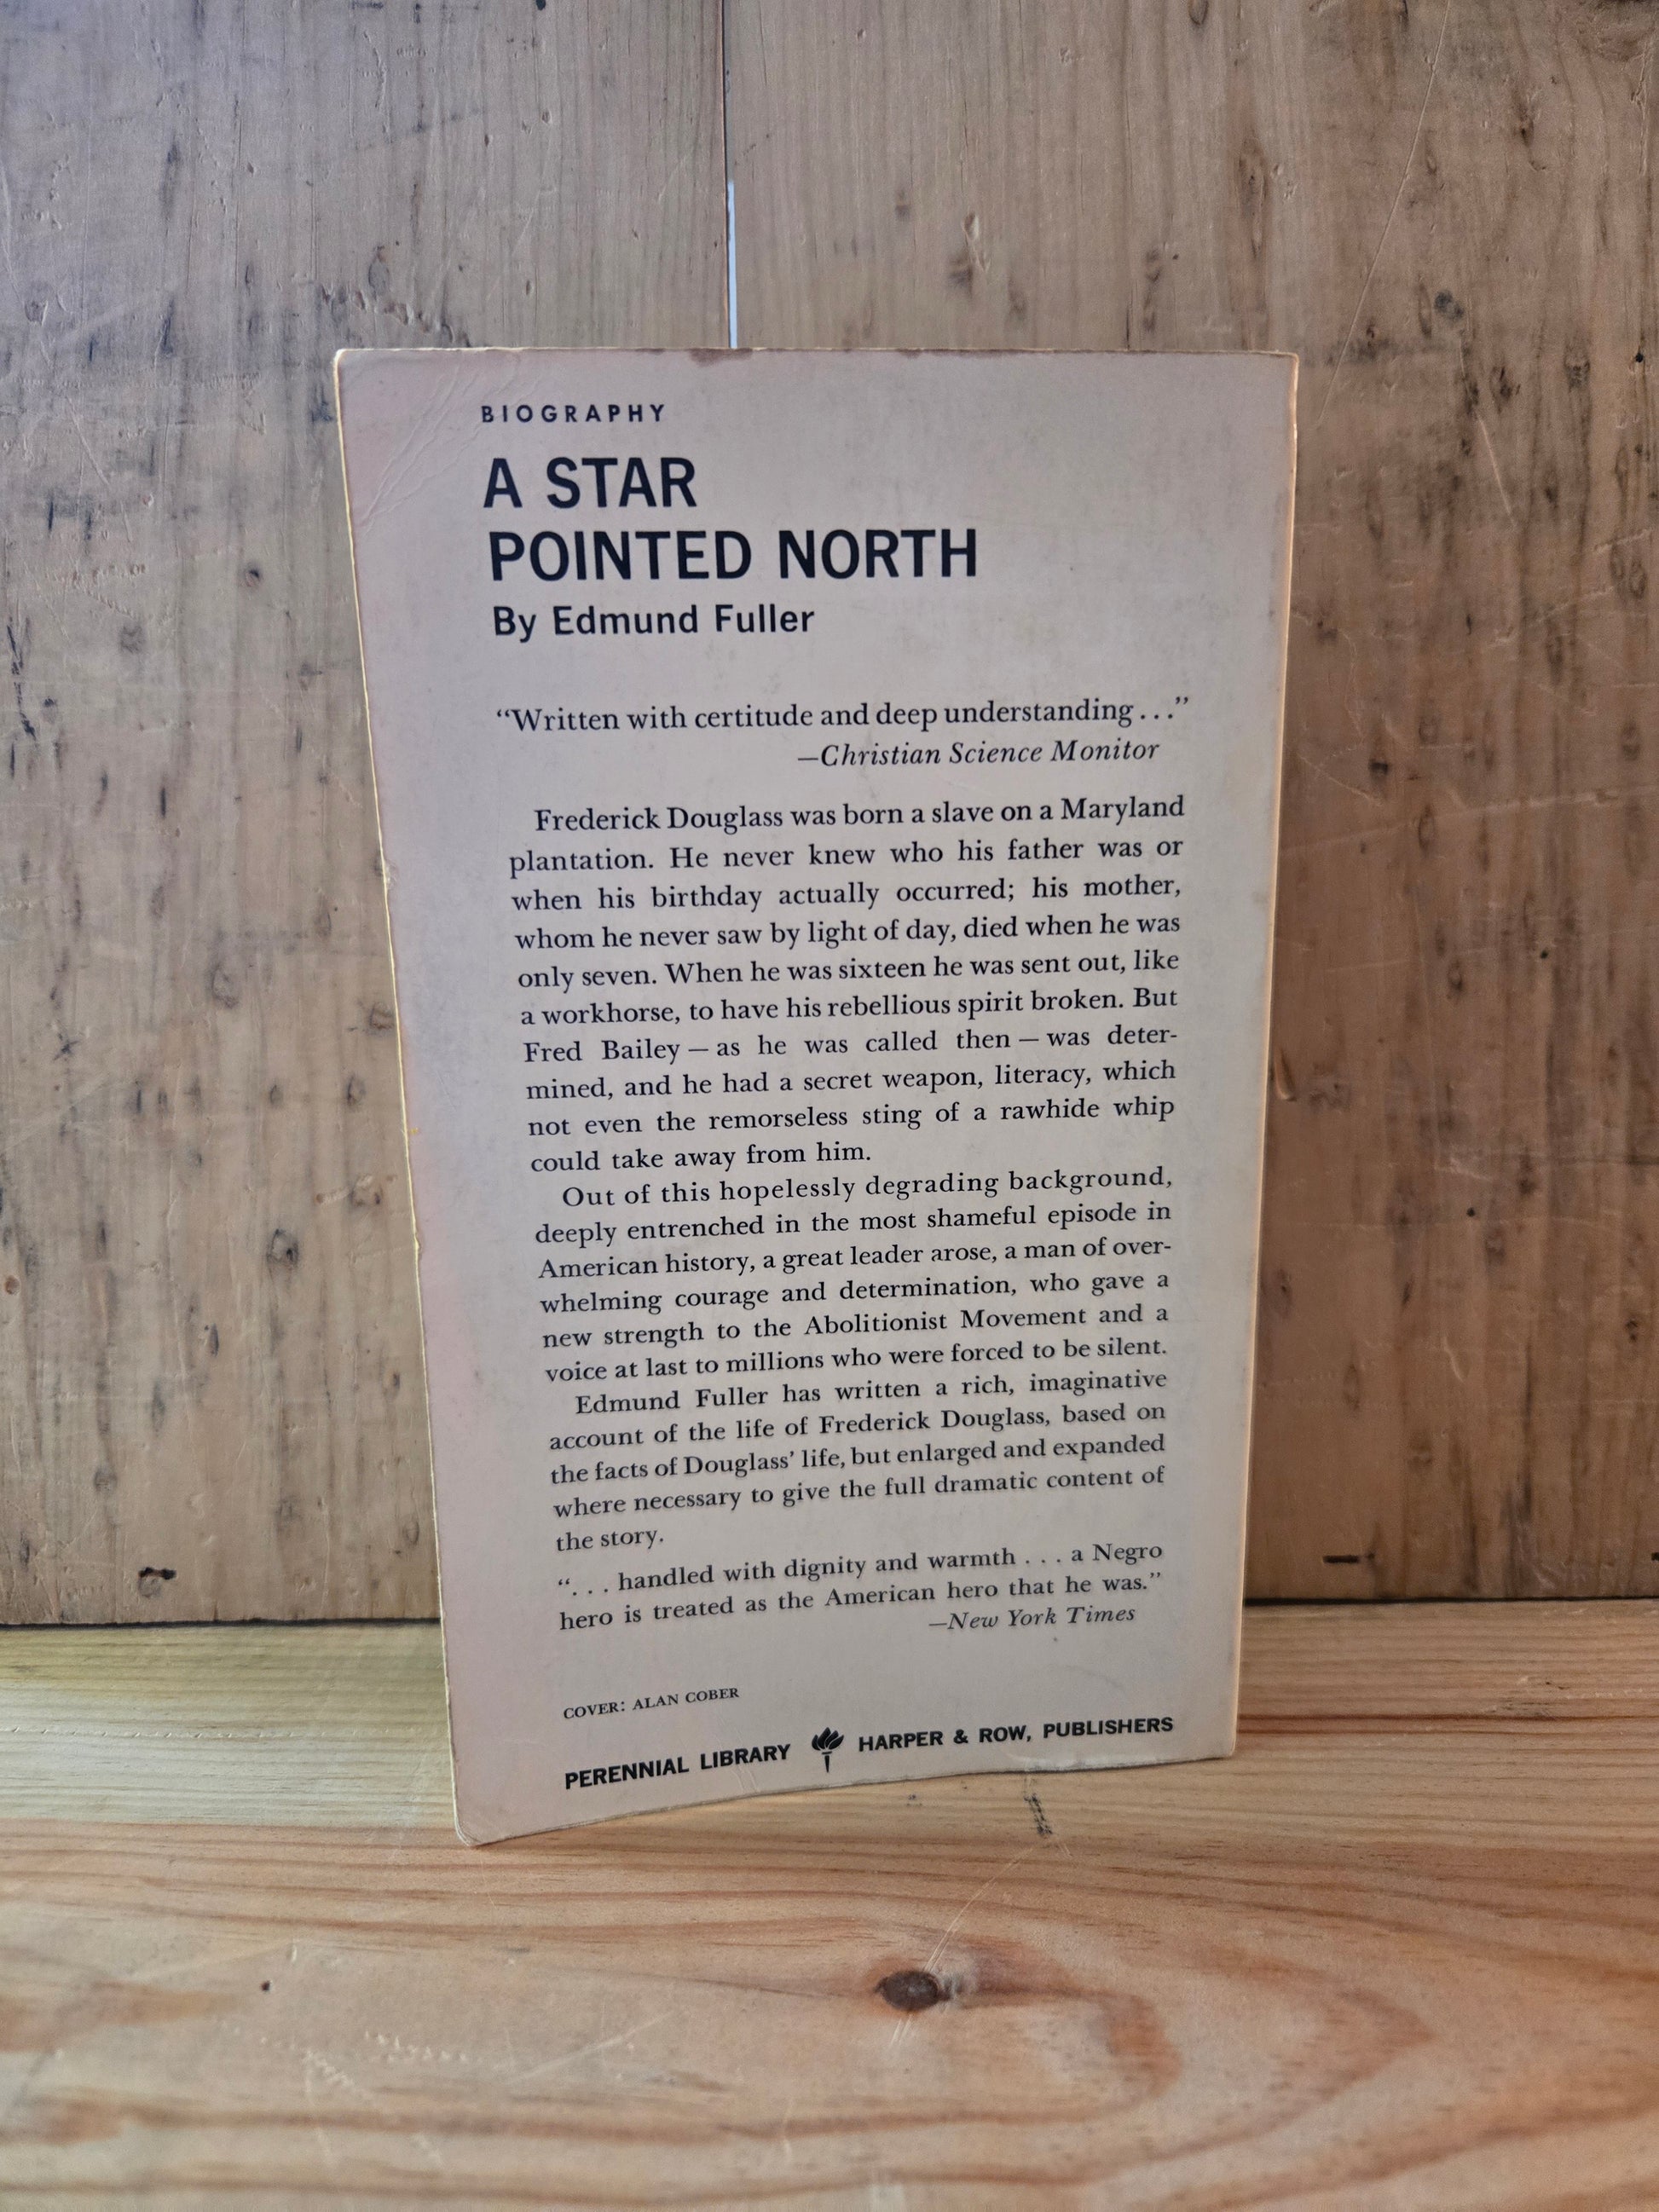 BIOGRAPHY
A STAR
POINTED NORTH
By Edmund Fuller
“Written with certitude and deep understanding . . .”
—Christian Science Monitor
Frederick Douglass was born a slave on a Maryland
plantation. He never knew who his father was or
when his birthday actually occurred; his mother,
whom he never saw by light of day, died when he was
only seven. When he was sixteen he was sent out, like
a workhorse, to have his rebellious spirit broken. But
Fred Bailey — as he was called then — was deter-
mined, and he had a secret weapon, literacy, which
not even the remorseless sting of a rawhide whip
could take away from him.
Out of this hopelessly degrading background,
deeply entrenched in the most shameful episode in
American history, a great leader arose, a man of over-
whelming courage and determination, who gave a
new strength to the Abolitionist Movement and a
voice at last to millions who were forced to be silent.
Edmund Fuller has written a rich, imaginative
account of the life of Frederick Douglass, based on
the facts of Douglass’ life, but enlarged and expanded
where necessary to give the full dramatic content of
the story.
“. . . handled with dignity and warmth . . . a Negro
hero is treated as the American hero that he was.”
—New York Times
COVER: ALAN COBER
PERENNIAL LIBRARY HARPER & ROW, PUBLISHERS